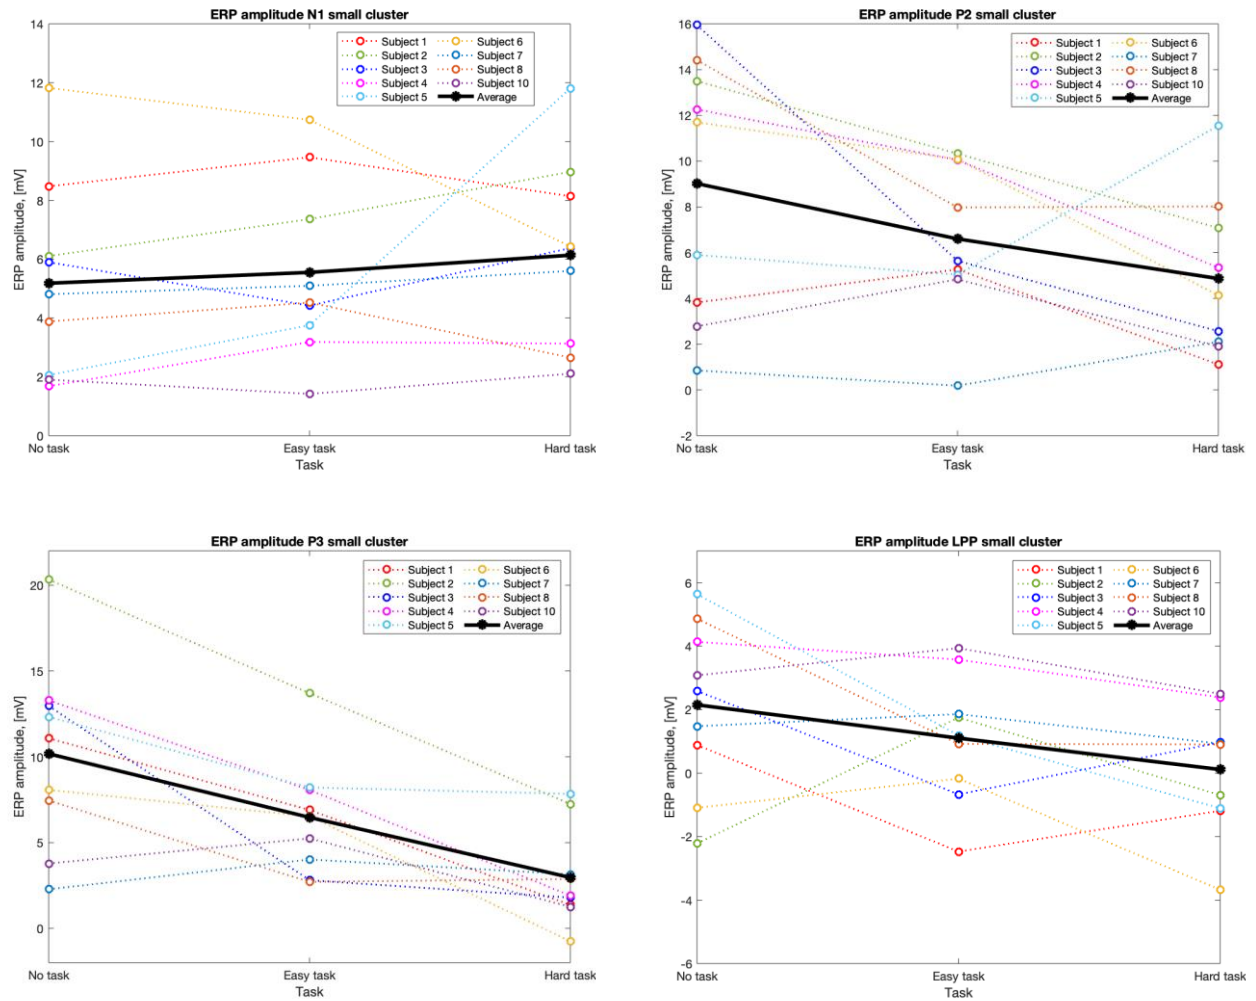 ERP amplitude N1 small cluster
14
12
10
8
6
4
2
0
ERP amplitude, [mV]
No task
Easy task
Hard task
Task
Subject 1
Subject 2
Subject 3
Subject 4
Subject 5
Subject 6
Subject 7
Subject 8
Subject 10
Average
ERP amplitude P2 small cluster
16
14
12
10
8
6
4
2
0
-2
ERP amplitude, [mV]
No task
Easy task
Hard task
Task
Subject 1
Subject 2
Subject 3
Subject 4
Subject 5
Subject 6
Subject 7
Subject 8
Subject 10
Average
ERP amplitude P3 small cluster
20
15
10
5
0
ERP amplitude, [mV]
No task
Easy task
Hard task
Task
Subject 1
Subject 2
Subject 3
Subject 4
Subject 5
Subject 6
Subject 7
Subject 8
Subject 10
Average
ERP amplitude LPP small cluster
6
4
2
0
-2
-4
-6
ERP amplitude, [mV]
No task
Easy task
Hard task
Task
Subject 1
Subject 2
Subject 3
Subject 4
Subject 5
Subject 6
Subject 7
Subject 8
Subject 10
Average